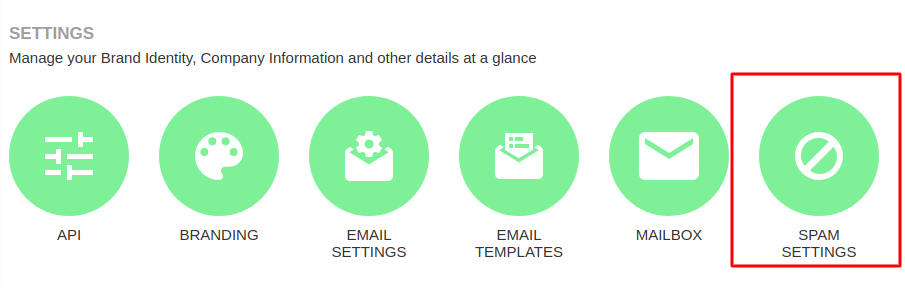 SETTINGS
Manage your Brand Identity, Company Information and other details at a glance
API
BRANDING
EMAIL
SETTINGS
EMAIL
TEMPLATES
MAILBOX
SPAM
SETTINGS